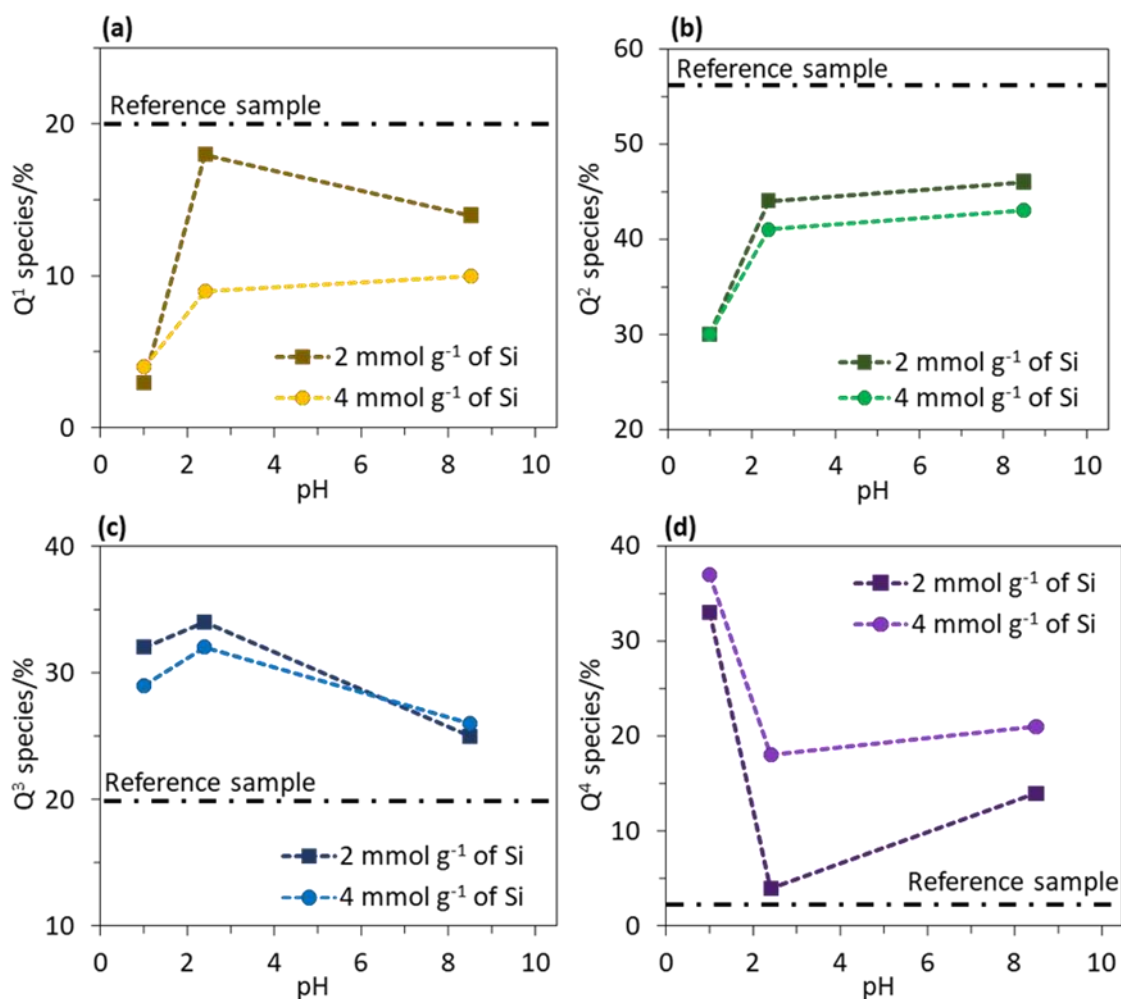 (a)
Q¹ species/%
20
10
0
Reference sample
2 mmol g⁻¹ of Si
4 mmol g⁻¹ of Si
0 2 4 6 8 10
pH
(b)
Q² species/%
60
50
40
30
20
Reference sample
2 mmol g⁻¹ of Si
4 mmol g⁻¹ of Si
0 2 4 6 8 10
pH
(c)
Q³ species/%
40
30
20
10
Reference sample
2 mmol g⁻¹ of Si
4 mmol g⁻¹ of Si
0 2 4 6 8 10
pH
(d)
Q⁴ species/%
40
30
20
10
0
2 mmol g⁻¹ of Si
4 mmol g⁻¹ of Si
Reference sample
0 2 4 6 8 10
pH